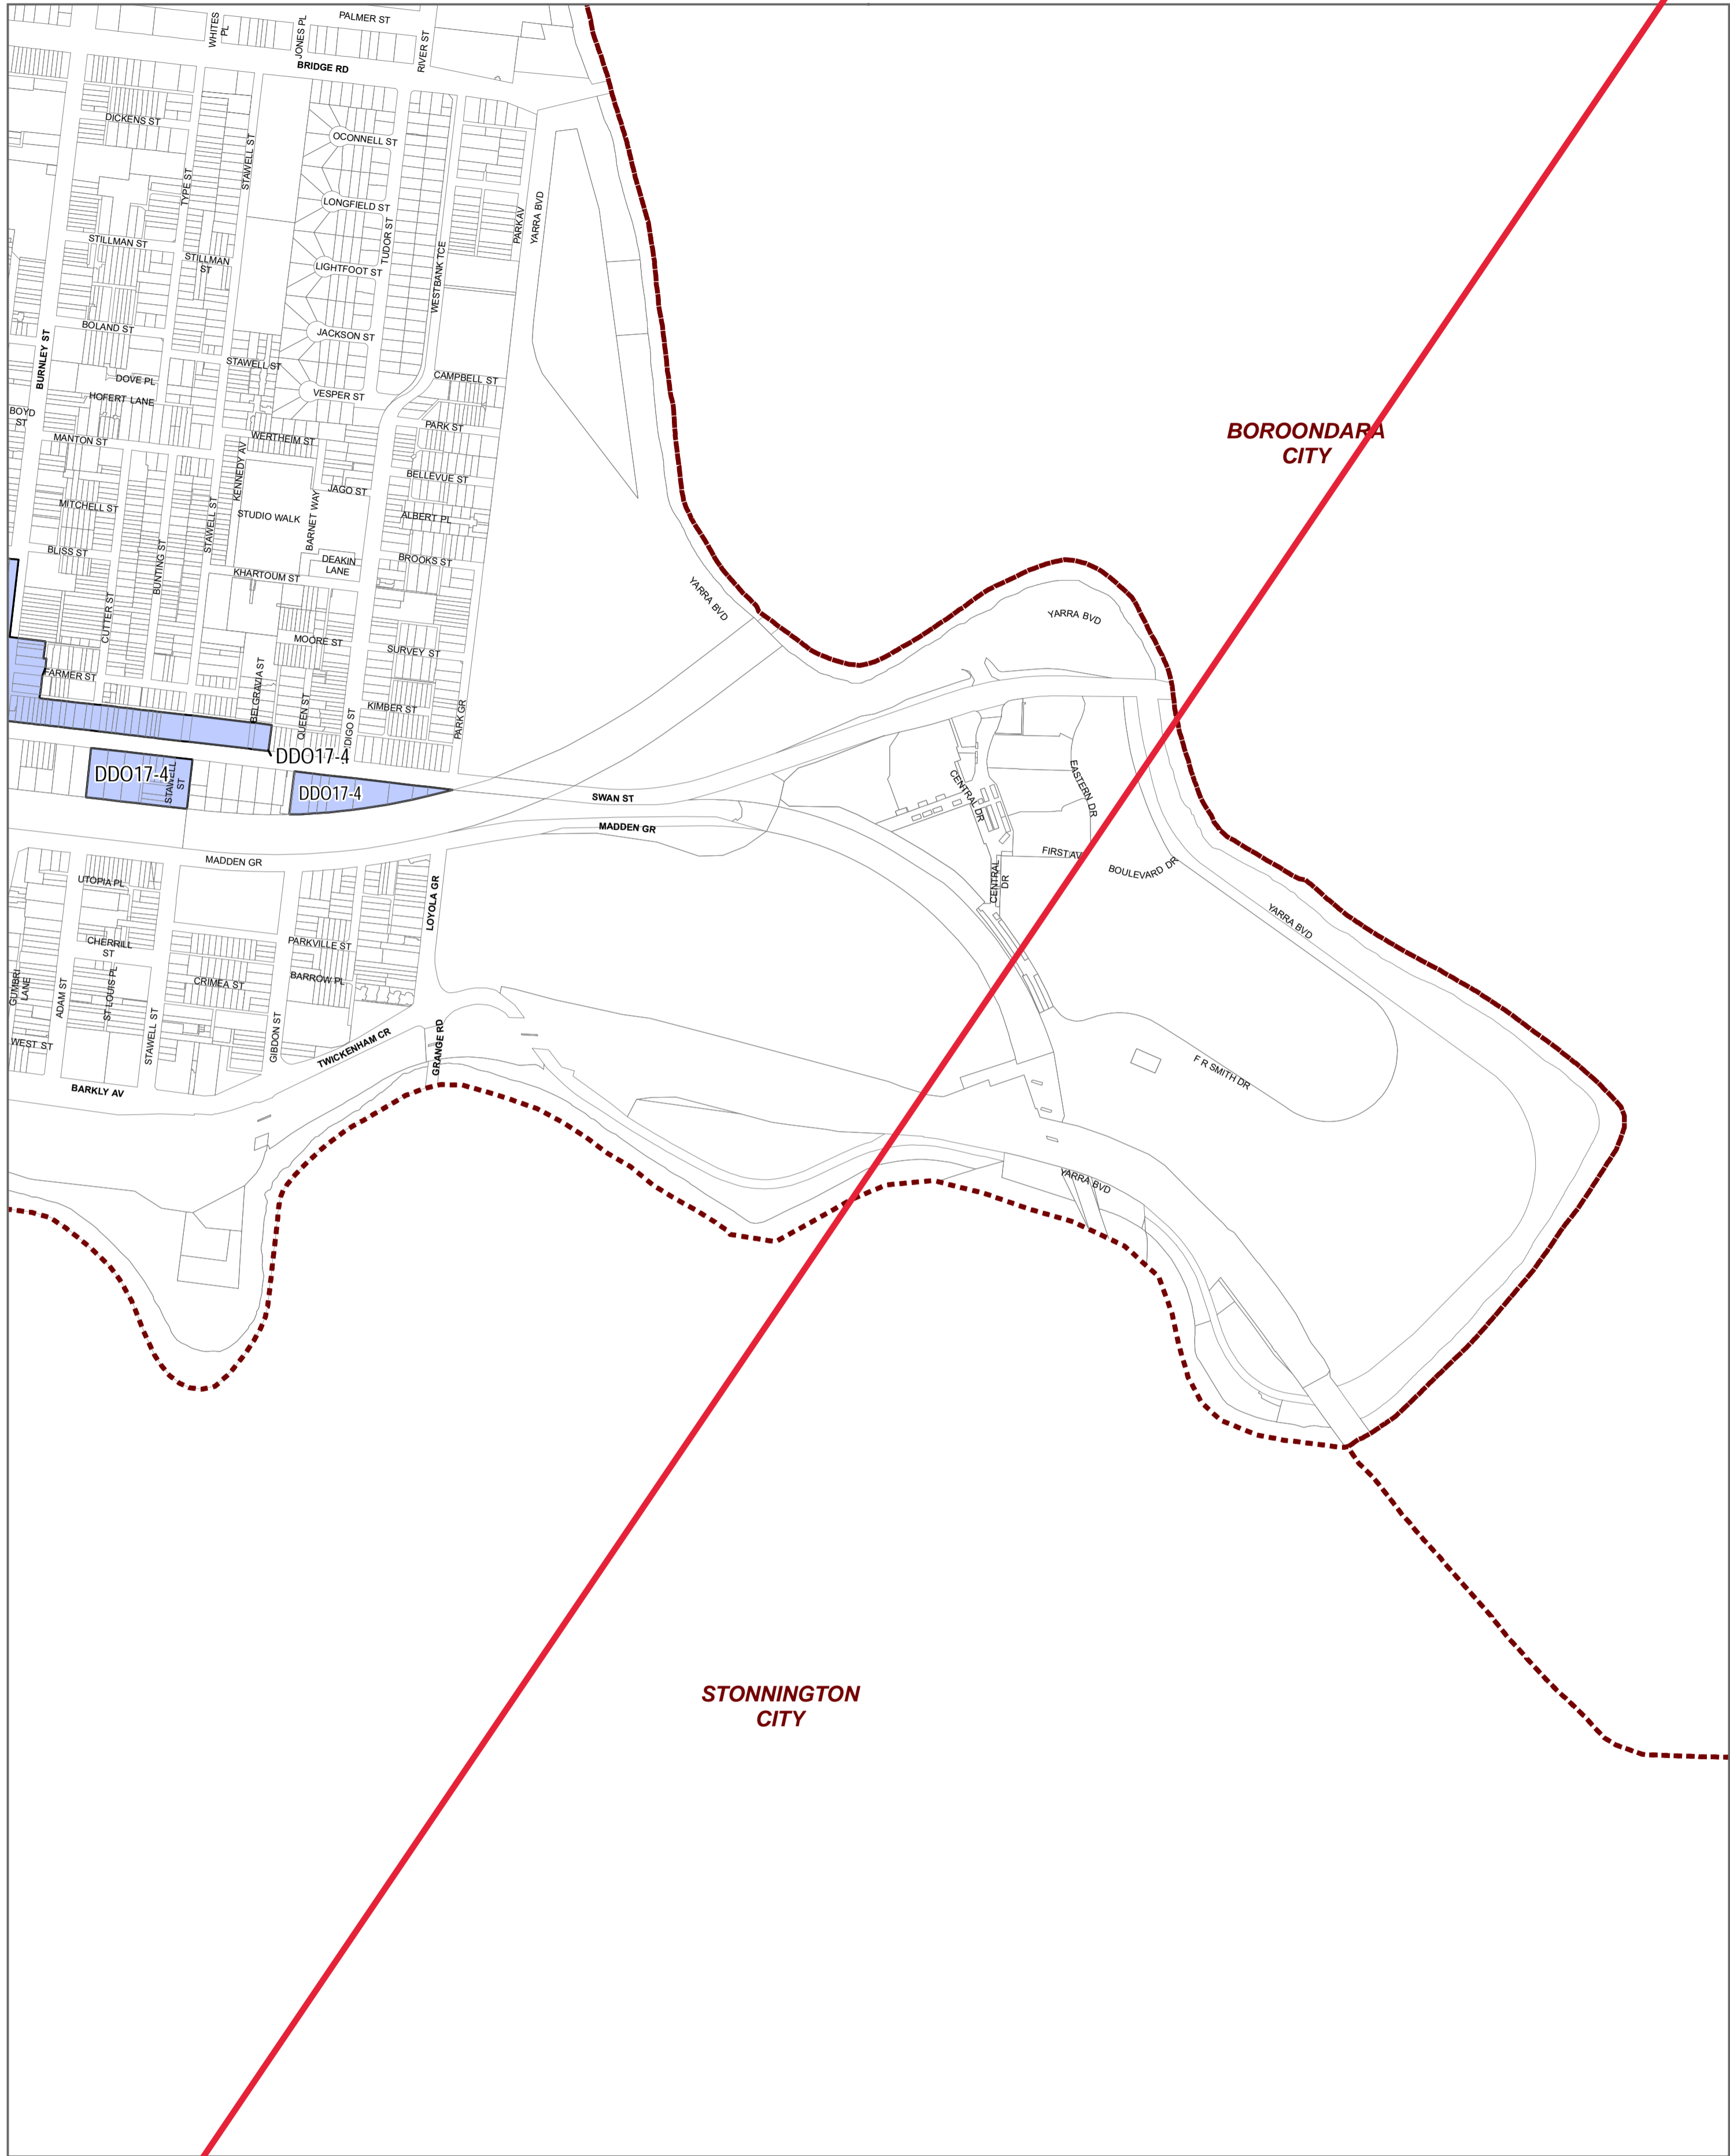 PALMER ST
WHITES
PL
JONES PL
RIVER ST
BRIDGE RD
DICKENS ST
OCONNELL ST
STAWELL ST
TYPE ST
LONGFIELD ST
PARK AV
YARRA BVD
TUDOR ST
STILLMAN ST
STILLMAN
ST
LIGHTFOOT ST
WESTBANK TCE
BOLAND ST
JACKSON ST
BURNLEY ST
STAWELL ST
DOVE PL
CAMPBELL ST
HOFERT LANE
VESPER ST
BOYD
ST
PARK ST
MANTON ST
WERTHEIM ST
BOROONDARA
CITY
KENNEDY AV
BELLEVUE ST
JAGO ST
MITCHELL ST
STUDIO WALK
BARNET WAY
ALBERT PL
STAWELL ST
BLISS ST
BUNTING ST
DEAKIN
LANE
BROOKS ST
KHARTOUM ST
YARRA BVD
YARRA BVD
CUTTER ST
MOORE ST
SURVEY ST
FARMER ST
BELGRAVIA ST
QUEEN ST
KIMBER ST
DIGO ST
PARK GR
DDO17-4
DDO17-4
STAWELL
ST
DDO17-4
SWAN ST
CENTRAL DR
EASTERN DR
MADDEN GR
MADDEN GR
FIRST AV
BOULEVARD DR
UTOPIA PL
CENTRAL
DR
LOYOLA GR
YARRA BVD
CHERRILL
ST
PARKVILLE ST
GUMBRI
LANE
ADAM ST
ST LOUIS PL
CRIMEA ST
BARROW PL
STAWELL ST
GIBDON ST
WEST ST
TWICKENHAM CR
GRANGE RD
F R SMITH DR
BARKLY AV
YARRA BVD
STONNINGTON
CITY